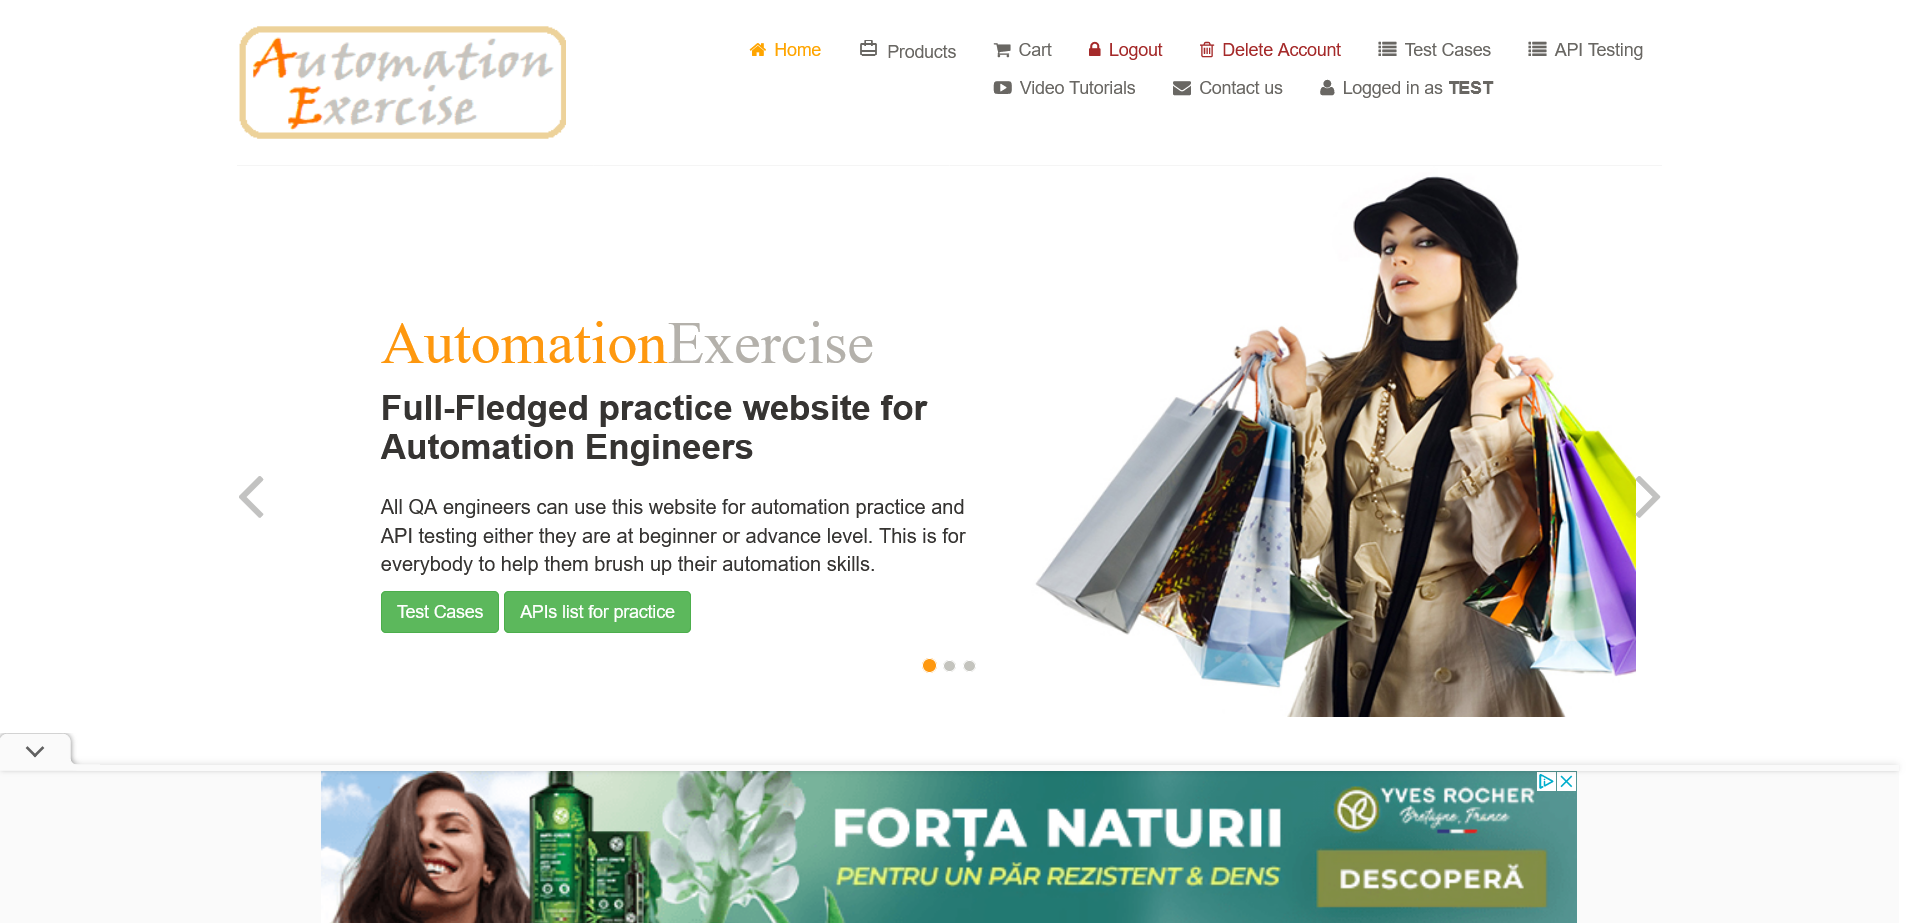 Automation
Exercise
Home
Products
Cart
Logout
Delete Account
Test Cases
API Testing
Video Tutorials
Contact us
Logged in as TEST
AutomationExercise
Full-Fledged practice website for
Automation Engineers
All QA engineers can use this website for automation practice and
API testing either they are at beginner or advance level. This is for
everybody to help them brush up their automation skills.
Test Cases
APIs list for practice
FORȚA NATURII
PENTRU UN PĂR REZISTENT & DENS
YVES ROCHER
Bretagne, France
DESCOPERĂ